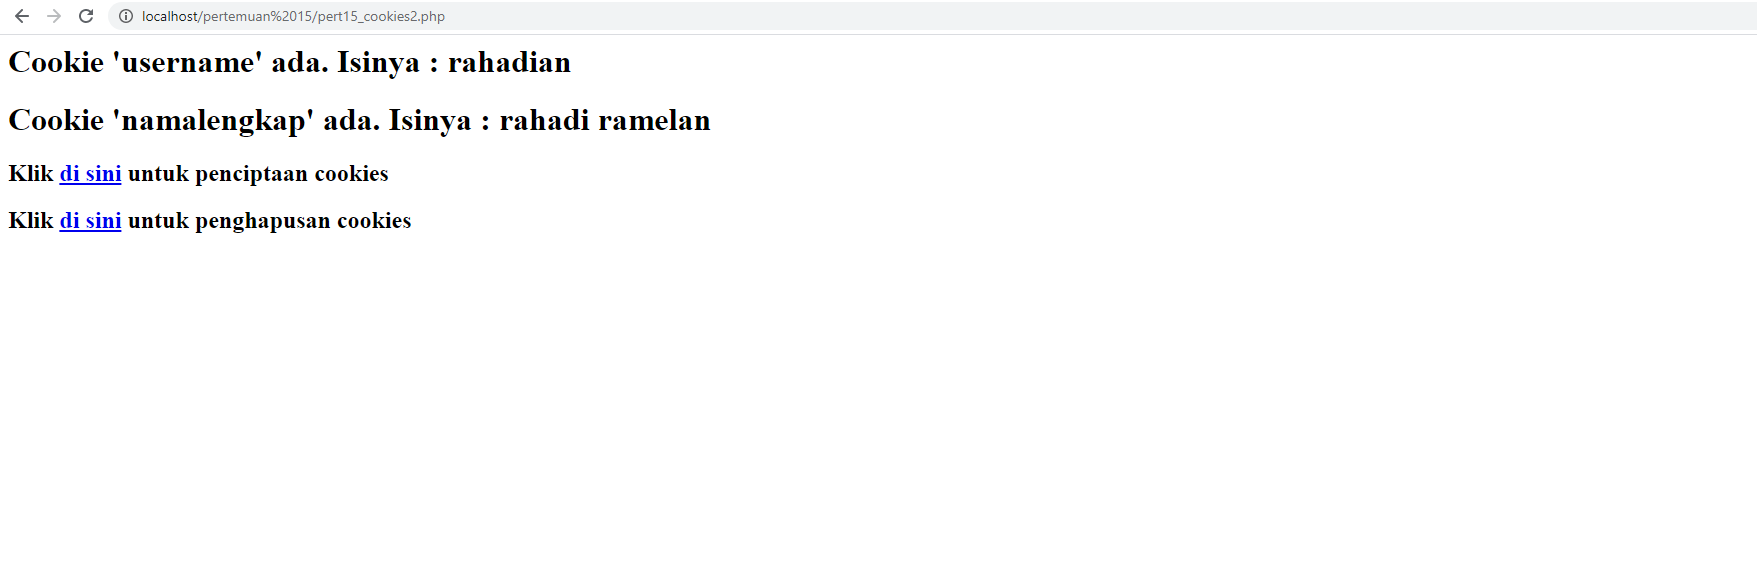 localhost/pertemuan%2015/pert15_cookies2.php
Cookie 'username' ada. Isinya : rahadian
Cookie 'namalengkap' ada. Isinya : rahadi ramelan
Klik di sini untuk penciptaan cookies
Klik di sini untuk penghapusan cookies